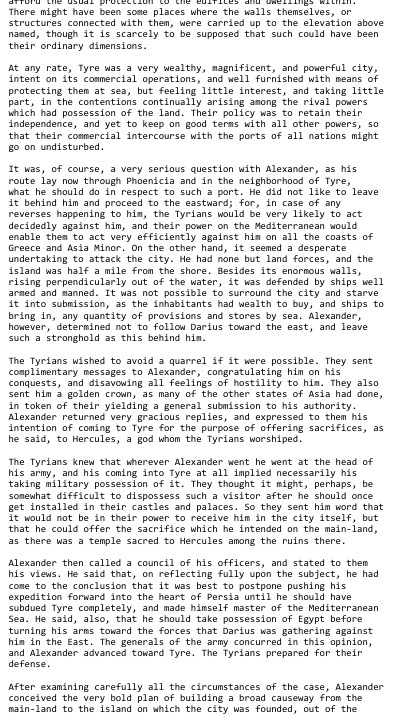 afford the usual protection to the edifices and dwellings within.
There might have been some places where the walls themselves, or
structures connected with them, were carried up to the elevation above
named, though it is scarcely to be supposed that such could have been
their ordinary dimensions.

At any rate, Tyre was a very wealthy, magnificent, and powerful city,
intent on its commercial operations, and well furnished with means of
protecting them at sea, but feeling little interest, and taking little
part, in the contentions continually arising among the rival powers
which had possession of the land. Their policy was to retain their
independence, and yet to keep on good terms with all other powers, so
that their commercial intercourse with the ports of all nations might
go on undisturbed.

It was, of course, a very serious question with Alexander, as his
route lay now through Phoenicia and in the neighborhood of Tyre,
what he should do in respect to such a port. He did not like to leave
it behind him and proceed to the eastward; for, in case of any
reverses happening to him, the Tyrians would be very likely to act
decidedly against him, and their power on the Mediterranean would
enable them to act very efficiently against him on all the coasts of
Greece and Asia Minor. On the other hand, it seemed a desperate
undertaking to attack the city. He had none but land forces, and the
island was half a mile from the shore. Besides its enormous walls,
rising perpendicularly out of the water, it was defended by ships well
armed and manned. It was not possible to surround the city and starve
it into submission, as the inhabitants had wealth to buy, and ships to
bring in, any quantity of provisions and stores by sea. Alexander,
however, determined not to follow Darius toward the east, and leave
such a stronghold as this behind him.

The Tyrians wished to avoid a quarrel if it were possible. They sent
complimentary messages to Alexander, congratulating him on his
conquests, and disavowing all feelings of hostility to him. They also
sent him a golden crown, as many of the other states of Asia had done,
in token of their yielding a general submission to his authority.
Alexander returned very gracious replies, and expressed to them his
intention of coming to Tyre for the purpose of offering sacrifices, as
he said, to Hercules, a god whom the Tyrians worshiped.

The Tyrians knew that wherever Alexander went he went at the head of
his army, and his coming into Tyre at all implied necessarily his
taking military possession of it. They thought it might, perhaps, be
somewhat difficult to dispossess such a visitor after he should once
get installed in their castles and palaces. So they sent him word that
it would not be in their power to receive him in the city itself, but
that he could offer the sacrifice which he intended on the main-land,
as there was a temple sacred to Hercules among the ruins there.

Alexander then called a council of his officers, and stated to them
his views. He said that, on reflecting fully upon the subject, he had
come to the conclusion that it was best to postpone pushing his
expedition forward into the heart of Persia until he should have
subdued Tyre completely, and made himself master of the Mediterranean
Sea. He said, also, that he should take possession of Egypt before
turning his arms toward the forces that Darius was gathering against
him in the East. The generals of the army concurred in this opinion,
and Alexander advanced toward Tyre. The Tyrians prepared for their
defense.

After examining carefully all the circumstances of the case, Alexander
conceived the very bold plan of building a broad causeway from the
main-land to the island on which the city was founded, out of the